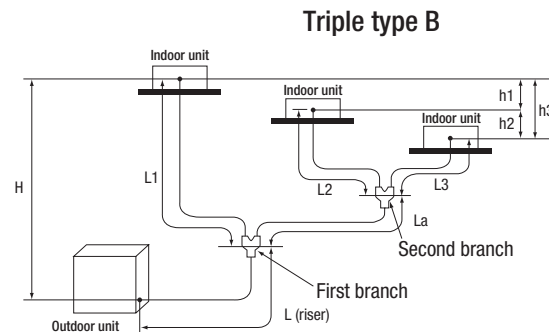 Triple type B
Indoor unit
Indoor unit
h1
h3
h2
Indoor unit
H
L1
L2
L3
La
Second branch
First branch
L (riser)
Outdoor unit